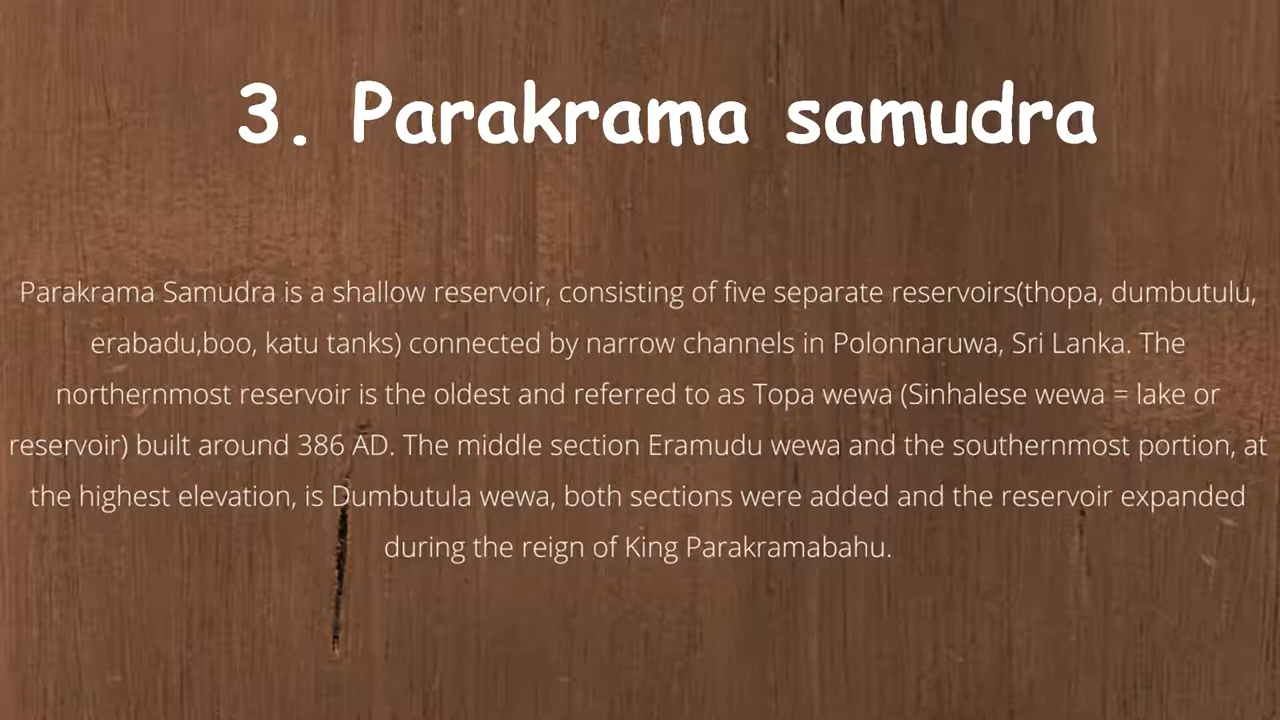 3. Parakrama samudra
Parakrama Samudra is a shallow reservoir, consisting of five separate reservoirs(thopa, dumbutulu,
erabadu,boo, katu tanks) connected by narrow channels in Polonnaruwa, Sri Lanka. The
northernmost reservoir is the oldest and referred to as Topa wewa (Sinhalese wewa = lake or
reservoir) built around 386 AD. The middle section Eramudu wewa and the southernmost portion, at
the highest elevation, is Dumbutula wewa, both sections were added and the reservoir expanded
during the reign of King Parakramabahu.